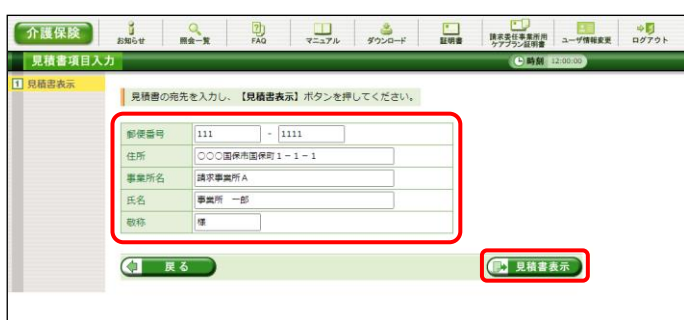 介護保険 お知らせ 照会一覧 FAQ マニュアル ダウンロード 証明書 請求委任事業所用 ケアプラン証明書 ユーザ情報変更 ログアウト
見積書項目入力 時刻 12:00:00
1 見積書表示
見積書の宛先を入力し、【見積書表示】ボタンを押してください。
郵便番号 111 - 1111
住所 〇〇〇国保市国保町1-1-1
事業所名 請求事業所A
氏名 事業所 一郎
敬称 様
戻る 見積書表示